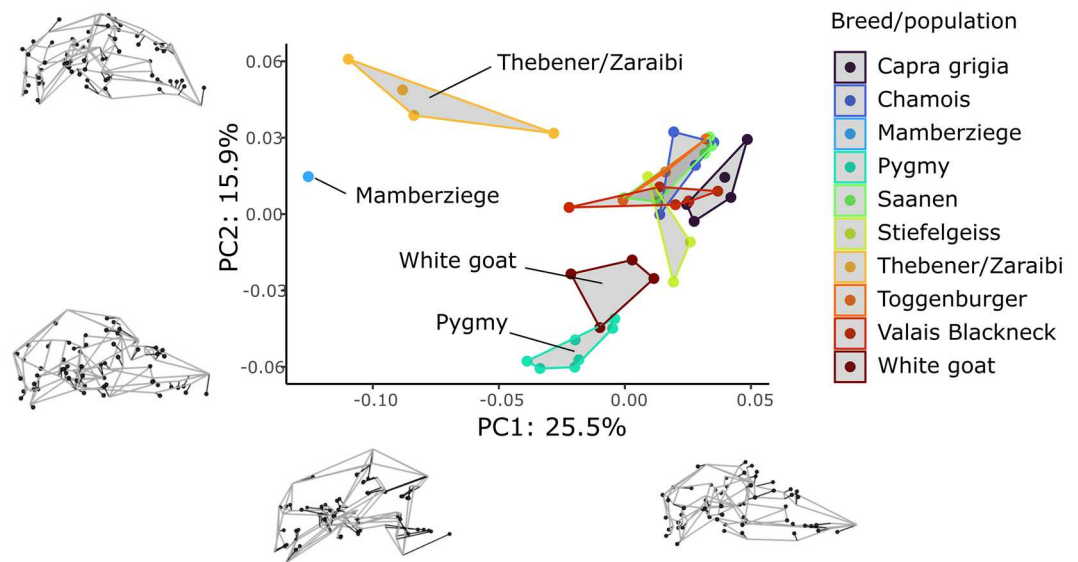 Breed/population
Capra grigia
Chamois
Mamberziege
Pygmy
Saanen
Stiefelgeiss
Thebener/Zaraibi
Toggenburger
Valais Blackneck
White goat
PC2: 15.9%
0.06
0.03
0.00
-0.03
-0.06
Thebener/Zaraibi
Mamberziege
White goat
Pygmy
-0.10
-0.05
0.00
0.05
PC1: 25.5%